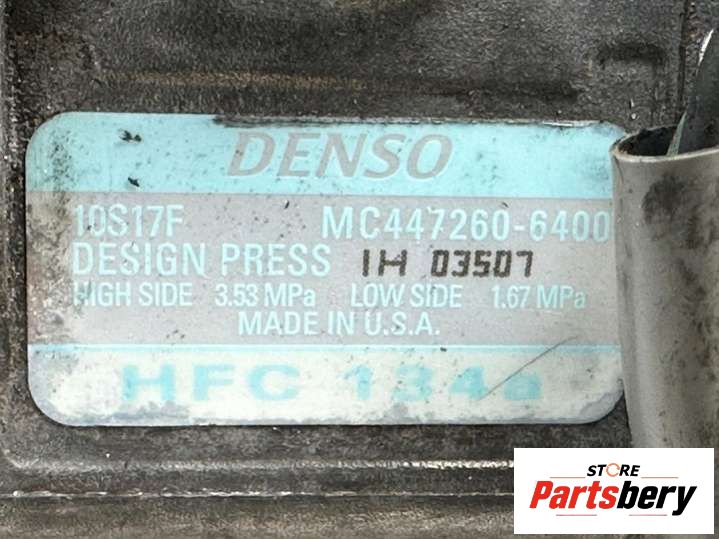 DENSO
10S17F MC447260-6400
DESIGN PRESS 1H 03507
HIGH SIDE 3.53 MPa LOW SIDE 1.67 MPa
MADE IN U.S.A.
HFC 134a
STORE
Partsbery